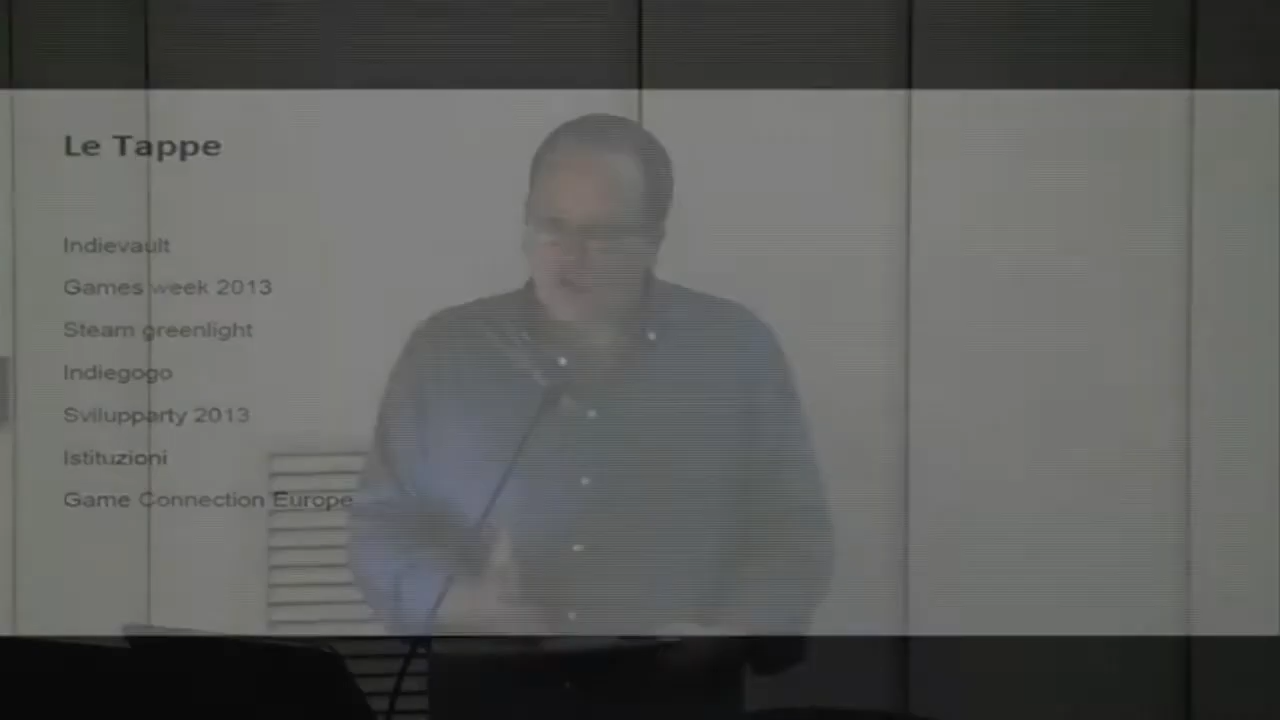 Le Tappe
Indievault
Games week 2013
Steam greenlight
Indiegogo
Svilupparty 2013
Istituzioni
Game Connection Europe